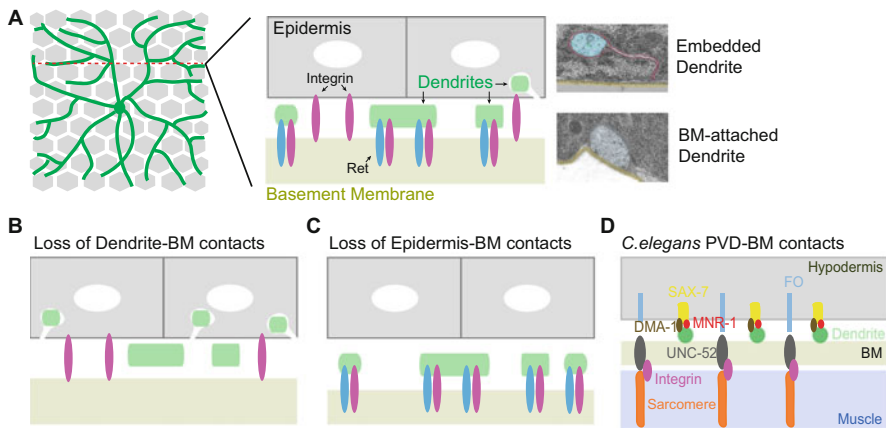 A
Epidermis
Integrin
Dendrites
Ret
Basement Membrane
Embedded
Dendrite
BM-attached
Dendrite
B
Loss of Dendrite-BM contacts
C
Loss of Epidermis-BM contacts
D
C.elegans PVD-BM contacts
Hypodermis
SAX-7
FO
DMA-1
MNR-1
Dendrite
UNC-52
BM
Integrin
Sarcomere
Muscle